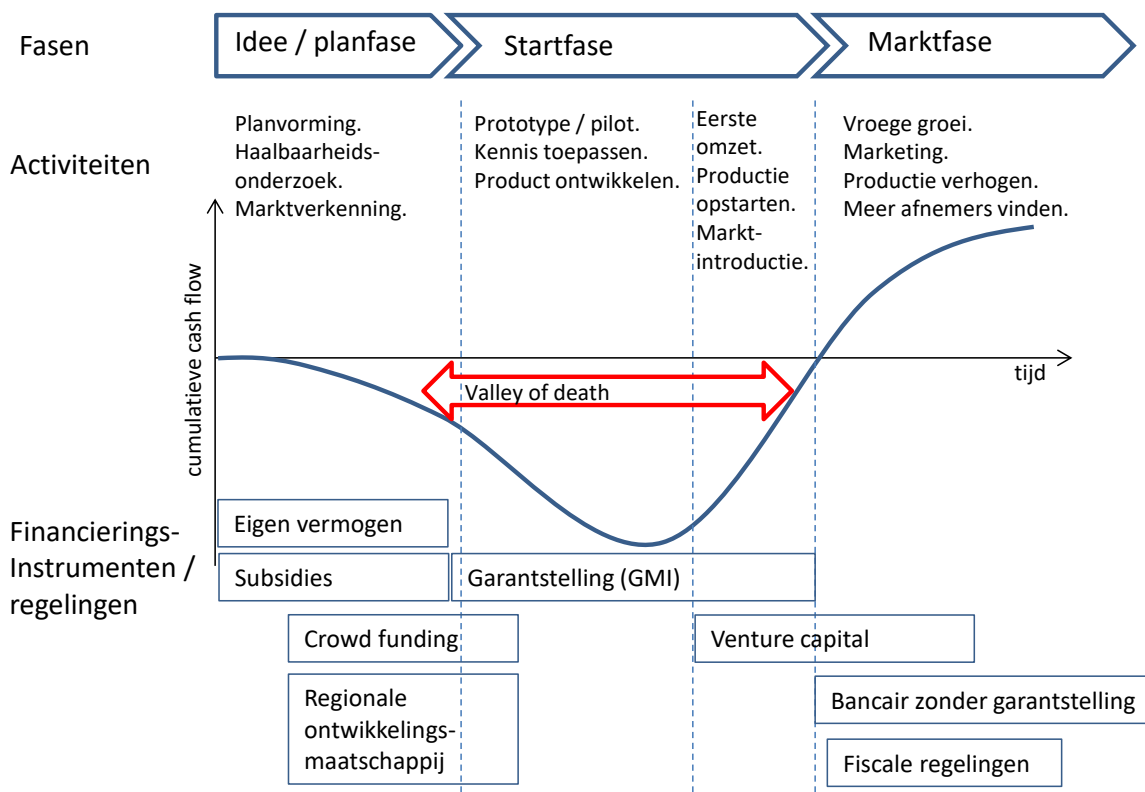 Fasen
Idee / planfase
Startfase
Marktfase
Activiteiten
Planvorming.
Haalbaarheids-
onderzoek.
Marktverkenning.
Prototype / pilot.
Kennis toepassen.
Product ontwikkelen.
Eerste
omzet.
Productie
opstarten.
Markt-
introductie.
Vroege groei.
Marketing.
Productie verhogen.
Meer afnemers vinden.
cumulatieve cash flow
Valley of death
tijd
Financierings-
Instrumenten /
regelingen
Eigen vermogen
Subsidies
Garantstelling (GMI)
Crowd funding
Venture capital
Regionale
ontwikkelings-
maatschappij
Bancair zonder garantstelling
Fiscale regelingen